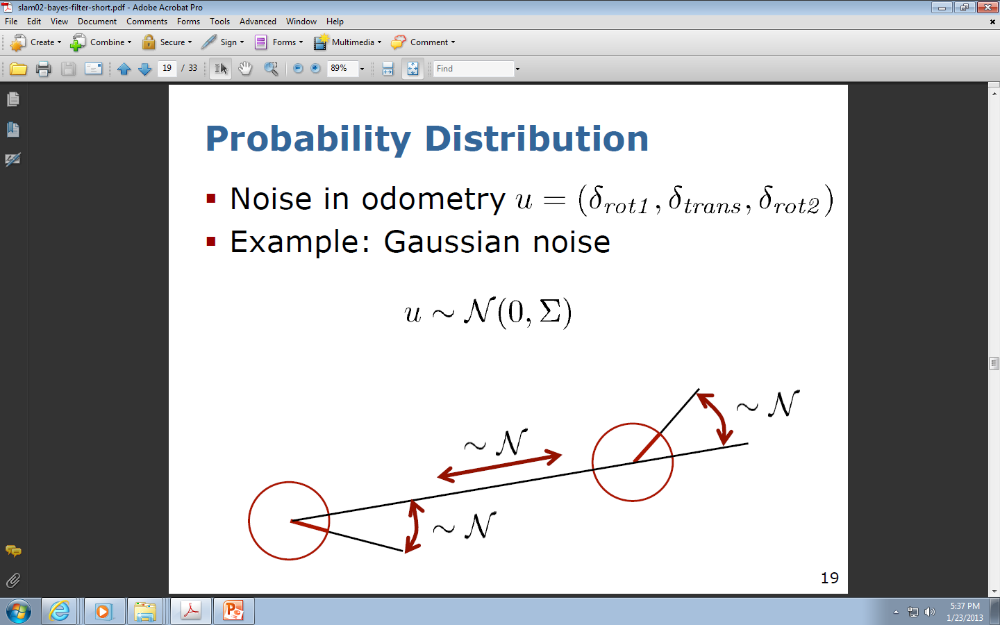 slam02-bayes-filter-short.pdf - Adobe Acrobat Pro
File Edit View Document Comments Forms Tools Advanced Window Help
Create Combine Secure Sign Forms Multimedia Comment
19 / 33 89% Find
Probability Distribution
▪ Noise in odometry u = (δrot1, δtrans, δrot2)
▪ Example: Gaussian noise
u ∼ 𝒩(0, Σ)
∼ 𝒩
∼ 𝒩
∼ 𝒩
19
5:37 PM
1/23/2013